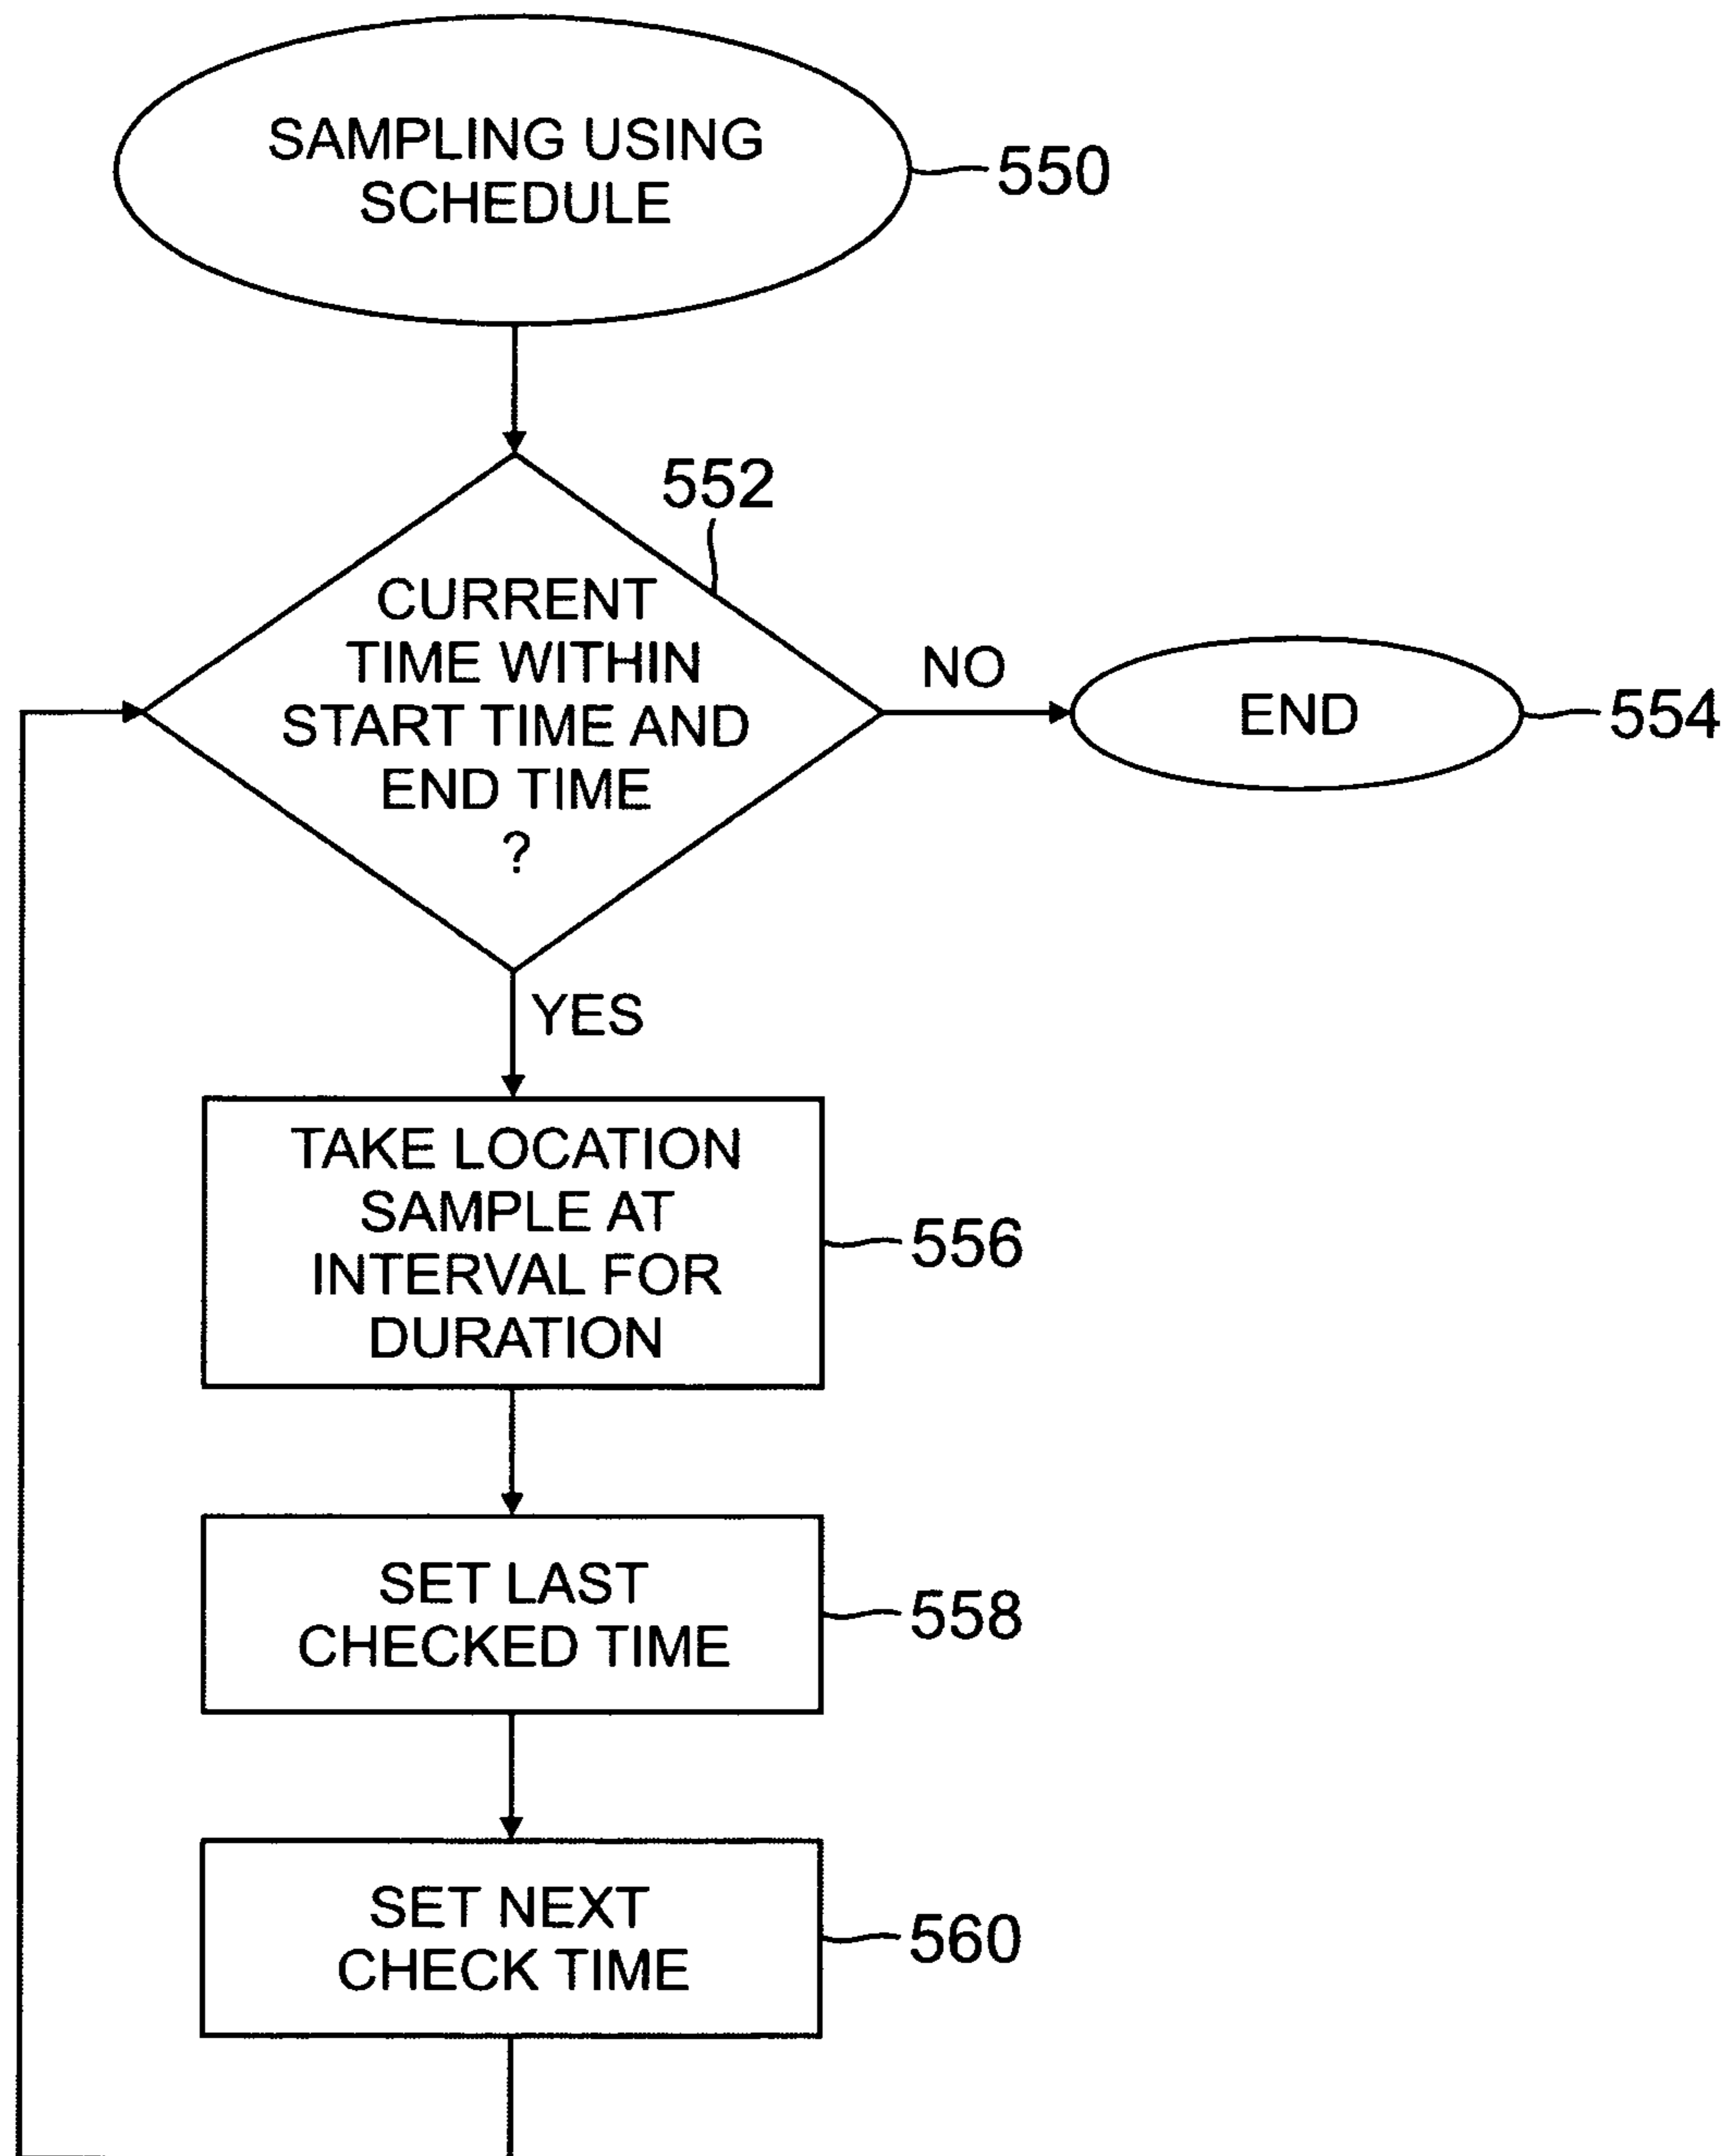 SAMPLING USING
SCHEDULE
550
552
CURRENT
TIME WITHIN
START TIME AND
END TIME
?
NO
END
554
YES
TAKE LOCATION
SAMPLE AT
INTERVAL FOR
DURATION
556
SET LAST
CHECKED TIME
558
SET NEXT
CHECK TIME
560